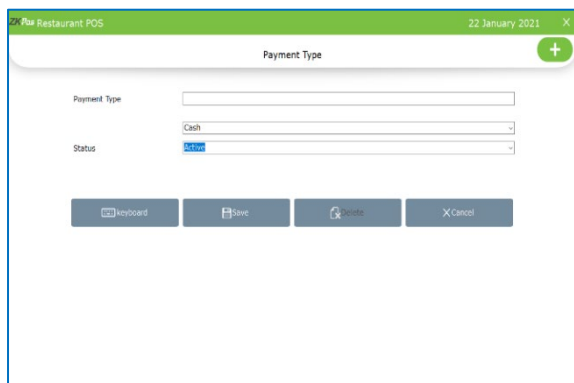 ZKPos Restaurant POS 22 January 2021 X
Payment Type +
Payment Type
Cash
Status Active
keyboard Save Delete X Cancel